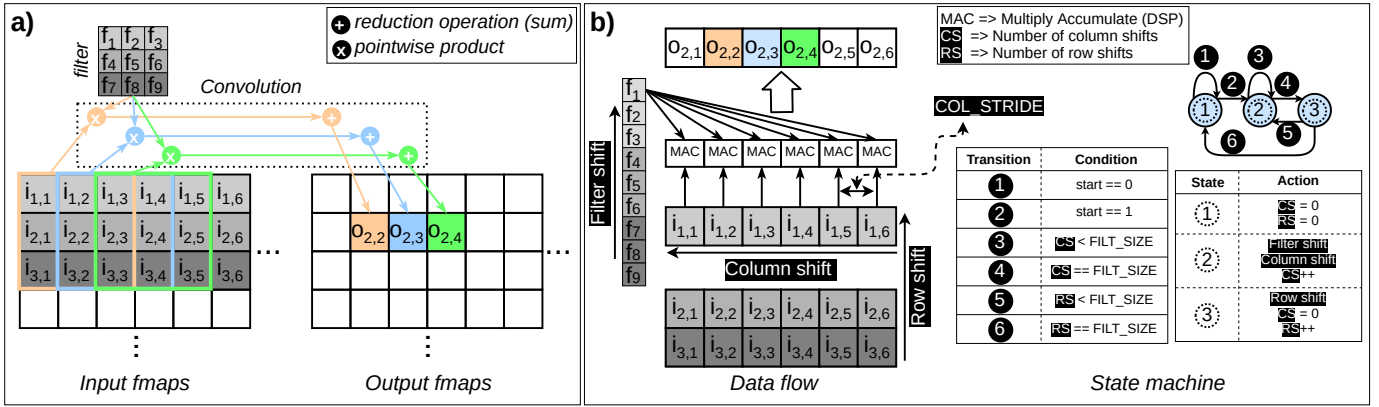 a)
+ reduction operation (sum)
x pointwise product
filter
f1 f2 f3
f4 f5 f6
f7 f8 f9
Convolution
x + x + x +
i1,1 i1,2 i1,3 i1,4 i1,5 i1,6
i2,1 i2,2 i2,3 i2,4 i2,5 i2,6 ...
i3,1 i3,2 i3,3 i3,4 i3,5 i3,6
...
Input fmaps
o2,2 o2,3 o2,4 ...
...
Output fmaps
b)
o2,1 o2,2 o2,3 o2,4 o2,5 o2,6
Filter shift
f1
f2
f3
f4
f5
f6
f7
f8
f9
MAC MAC MAC MAC MAC MAC
i1,1 i1,2 i1,3 i1,4 i1,5 i1,6
Column shift
Row shift
i2,1 i2,2 i2,3 i2,4 i2,5 i2,6
i3,1 i3,2 i3,3 i3,4 i3,5 i3,6
Data flow
MAC => Multiply Accumulate (DSP)
CS => Number of column shifts
RS => Number of row shifts
COL_STRIDE
1 3
2 4
1 2 3
6 5
Transition Condition
1 start == 0
2 start == 1
3 CS < FILT_SIZE
4 CS == FILT_SIZE
5 RS < FILT_SIZE
6 RS == FILT_SIZE
State Action
1 CS = 0
RS = 0
2 Filter shift
Column shift
CS++
3 Row shift
CS = 0
RS++
State machine